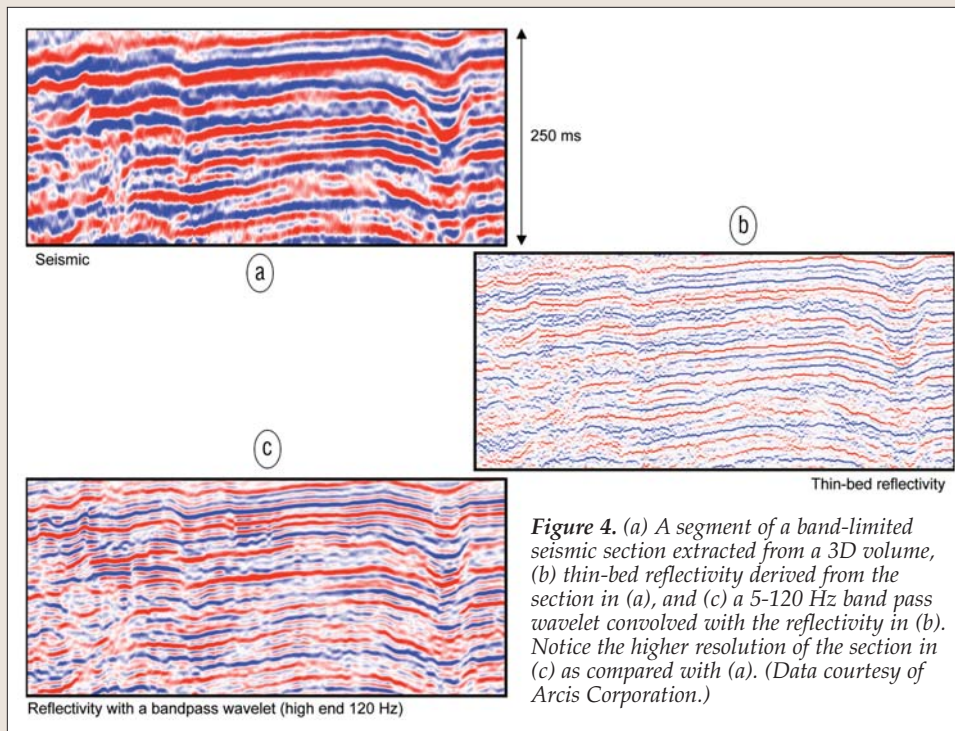 250 ms
Seismic
a
b
Thin-bed reflectivity
c
Reflectivity with a bandpass wavelet (high end 120 Hz)
Figure 4. (a) A segment of a band-limited
seismic section extracted from a 3D volume,
(b) thin-bed reflectivity derived from the
section in (a), and (c) a 5-120 Hz band pass
wavelet convolved with the reflectivity in (b).
Notice the higher resolution of the section in
(c) as compared with (a). (Data courtesy of
Arcis Corporation.)